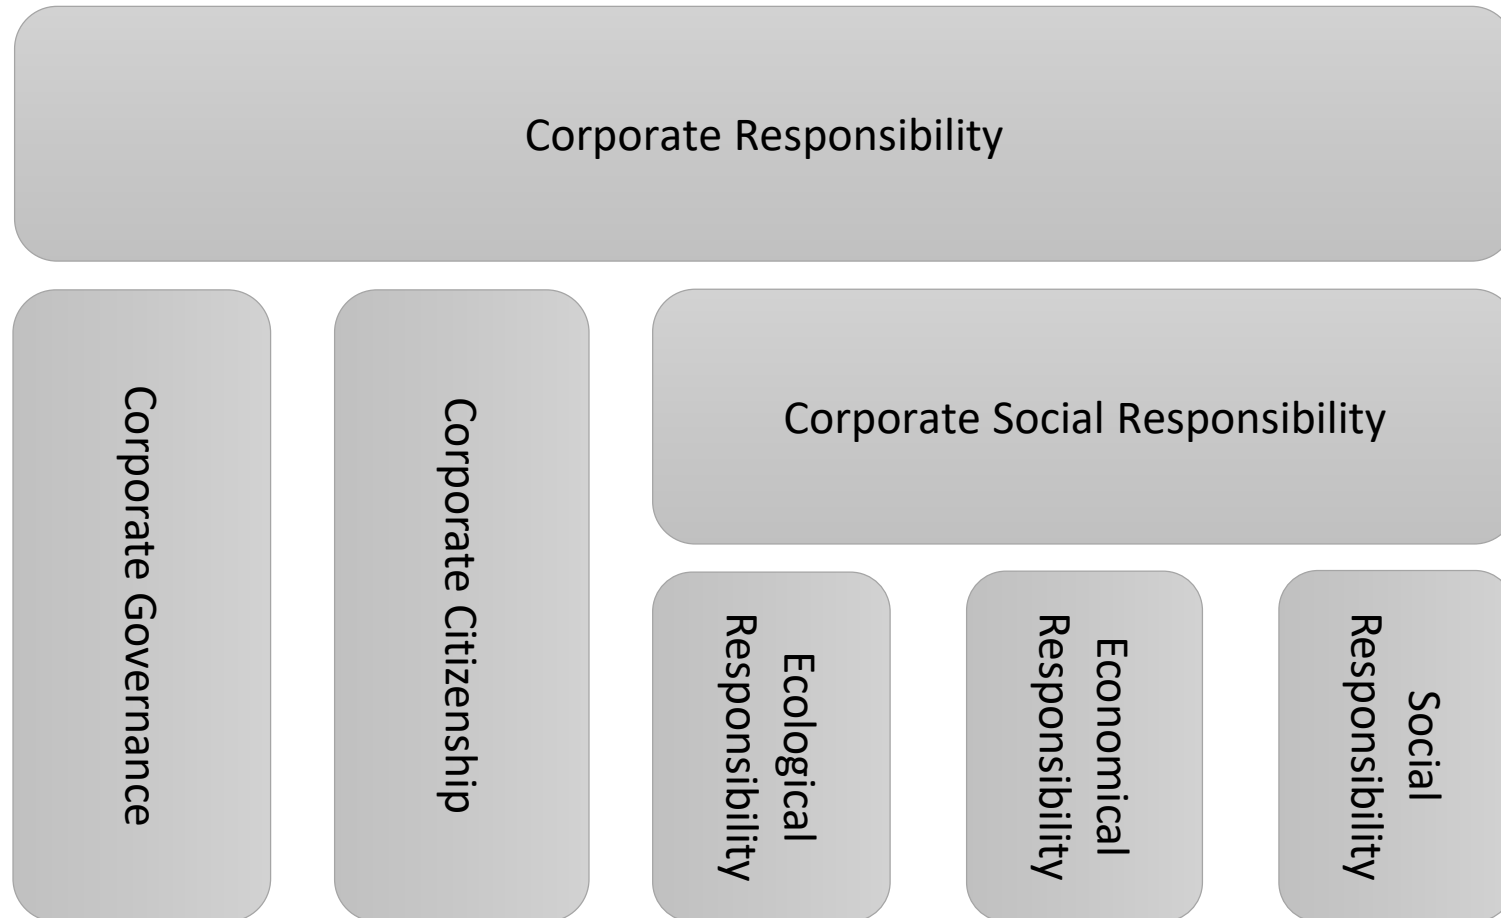 Corporate Responsibility
Corporate Governance
Corporate Citizenship
Corporate Social Responsibility
Ecological
Responsibility
Economical
Responsibility
Social
Responsibility